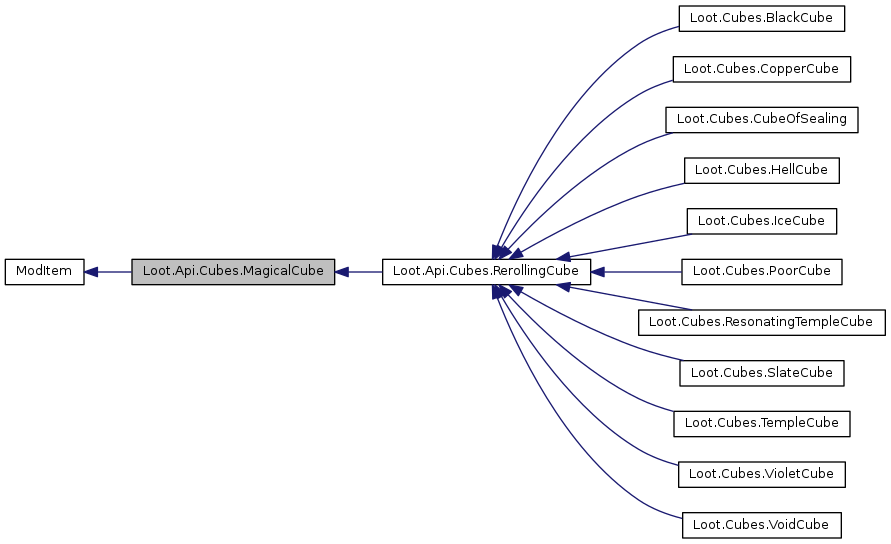 Loot.Cubes.BlackCube
Loot.Cubes.CopperCube
Loot.Cubes.CubeOfSealing
Loot.Cubes.HellCube
Loot.Cubes.IceCube
ModItem
Loot.Api.Cubes.MagicalCube
Loot.Api.Cubes.RerollingCube
Loot.Cubes.PoorCube
Loot.Cubes.ResonatingTempleCube
Loot.Cubes.SlateCube
Loot.Cubes.TempleCube
Loot.Cubes.VioletCube
Loot.Cubes.VoidCube